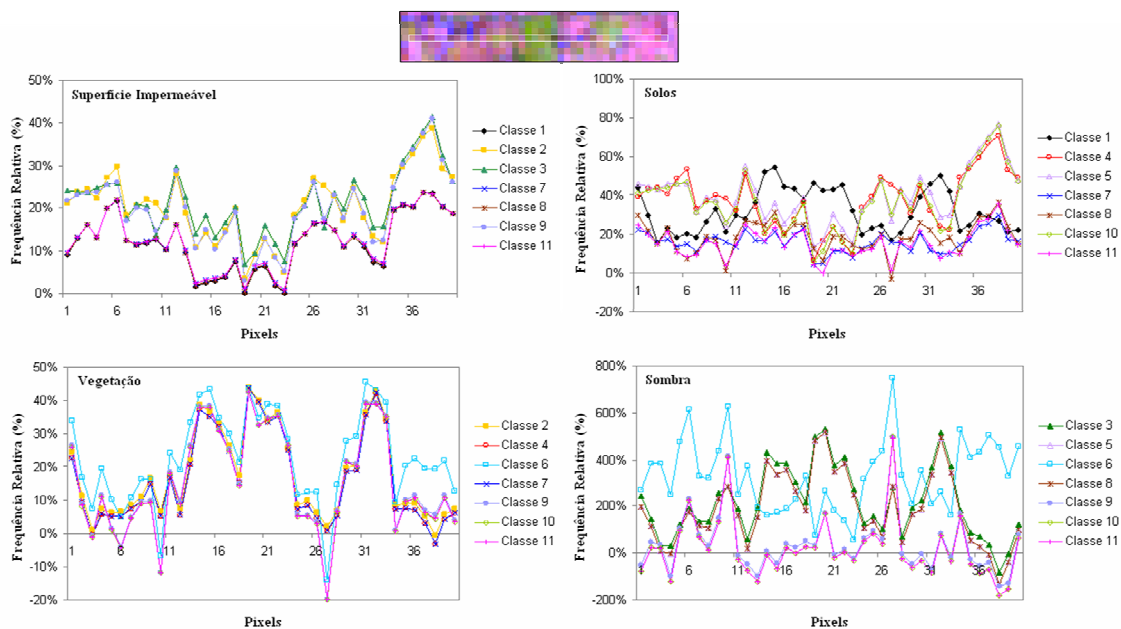 Superfície Impermeável
Frequência Relativa (%)
50%
40%
30%
20%
10%
0%
1 6 11 16 21 26 31 36
Pixels
Classe 1
Classe 2
Classe 3
Classe 7
Classe 8
Classe 9
Classe 11
Solos
Frequência Relativa (%)
100%
80%
60%
40%
20%
0%
-20%
1 6 11 16 21 26 31 36
Pixels
Classe 1
Classe 4
Classe 5
Classe 7
Classe 8
Classe 10
Classe 11
Vegetação
Frequência Relativa (%)
50%
40%
30%
20%
10%
0%
-10%
-20%
1 6 11 16 21 26 31 36
Pixels
Classe 2
Classe 4
Classe 6
Classe 7
Classe 9
Classe 10
Classe 11
Sombra
Frequência Relativa (%)
800%
600%
400%
200%
0%
-200%
1 6 11 16 21 26 31 36
Pixels
Classe 3
Classe 5
Classe 6
Classe 8
Classe 9
Classe 10
Classe 11